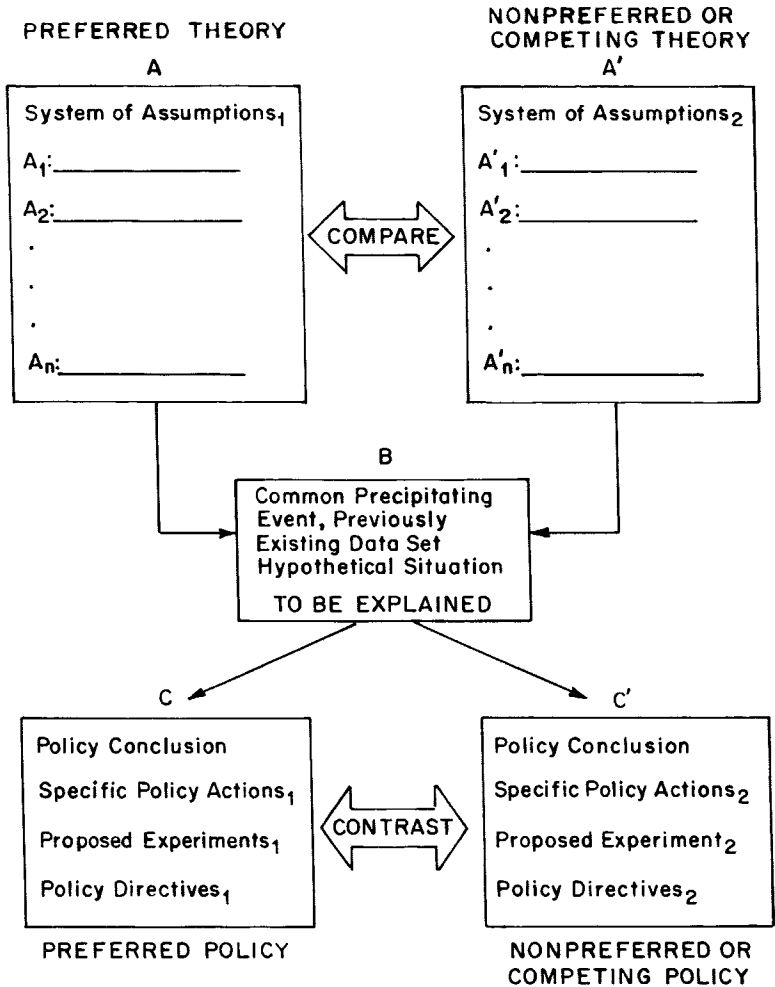 PREFERRED THEORY
NONPREFERRED OR
COMPETING THEORY
A
A'
System of Assumptions1
A1:
A2:
.
.
.
An:
COMPARE
System of Assumptions2
A'1:
A'2:
.
.
.
A'n:
B
Common Precipitating
Event, Previously
Existing Data Set
Hypothetical Situation
TO BE EXPLAINED
C
C'
Policy Conclusion
Specific Policy Actions1
Proposed Experiments1
Policy Directives1
CONTRAST
Policy Conclusion
Specific Policy Actions2
Proposed Experiment2
Policy Directives2
PREFERRED POLICY
NONPREFERRED OR
COMPETING POLICY